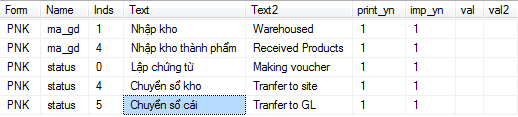 Form Name Inds Text Text2 print_yn imp_yn val val2
PNK ma_gd 1 Nhập kho Warehoused 1 1
PNK ma_gd 4 Nhập kho thành phẩm Received Products 1 1
PNK status 0 Lập chứng từ Making voucher 1 1
PNK status 4 Chuyển sổ kho Tranfer to site 1 1
PNK status 5 Chuyển sổ cái Tranfer to GL 1 1